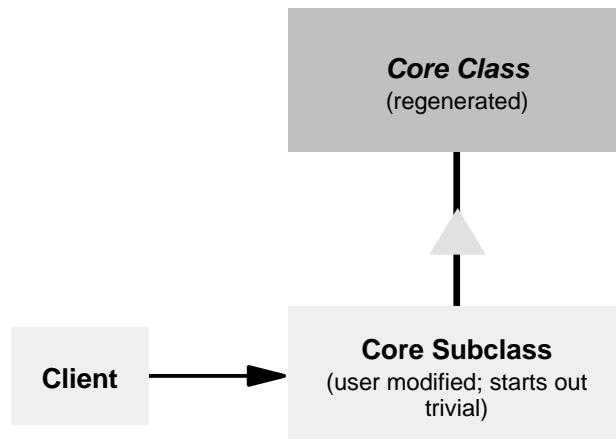 Core Class
(regenerated)
Client
Core Subclass
(user modified; starts out
trivial)